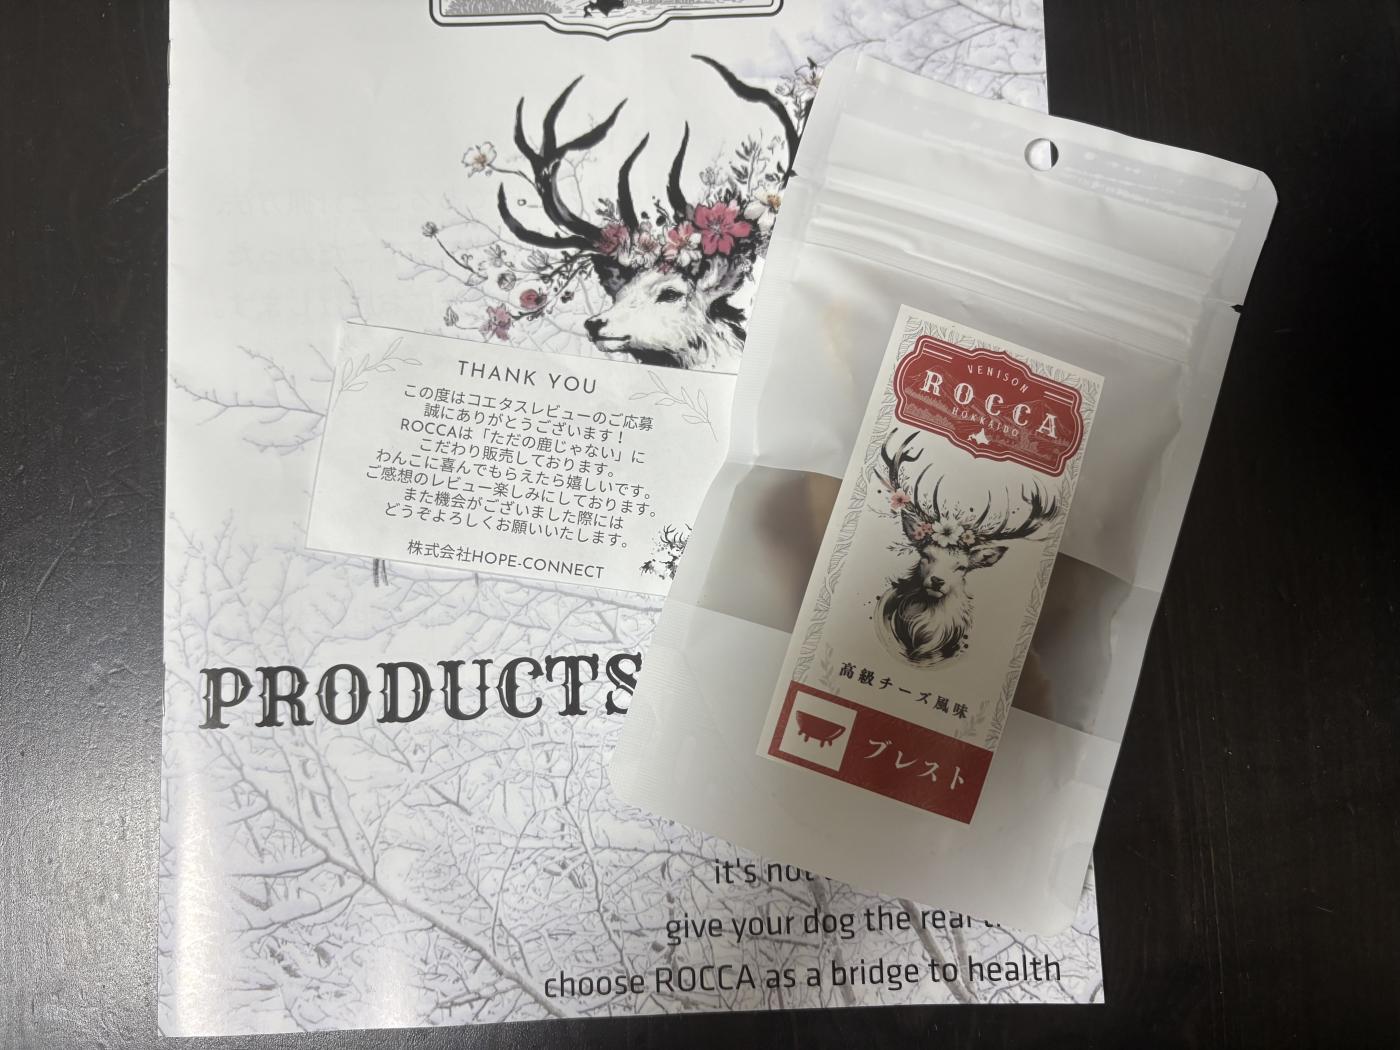 THANK YOU
この度はコエタスレビューのご応募
誠にありがとうございます！
ROCCAは「ただの鹿じゃない」に
こだわり販売しております。
わんこに喜んでもらえたら嬉しいです。
ご感想のレビュー楽しみにしております。
また機会がございました際には
どうぞよろしくお願いいたします。
株式会社HOPE-CONNECT
VENISON
ROCCA
HOKKAIDO
高級チーズ風味
ブレスト
PRODUCTS
it's not
give your dog the real
choose ROCCA as a bridge to health